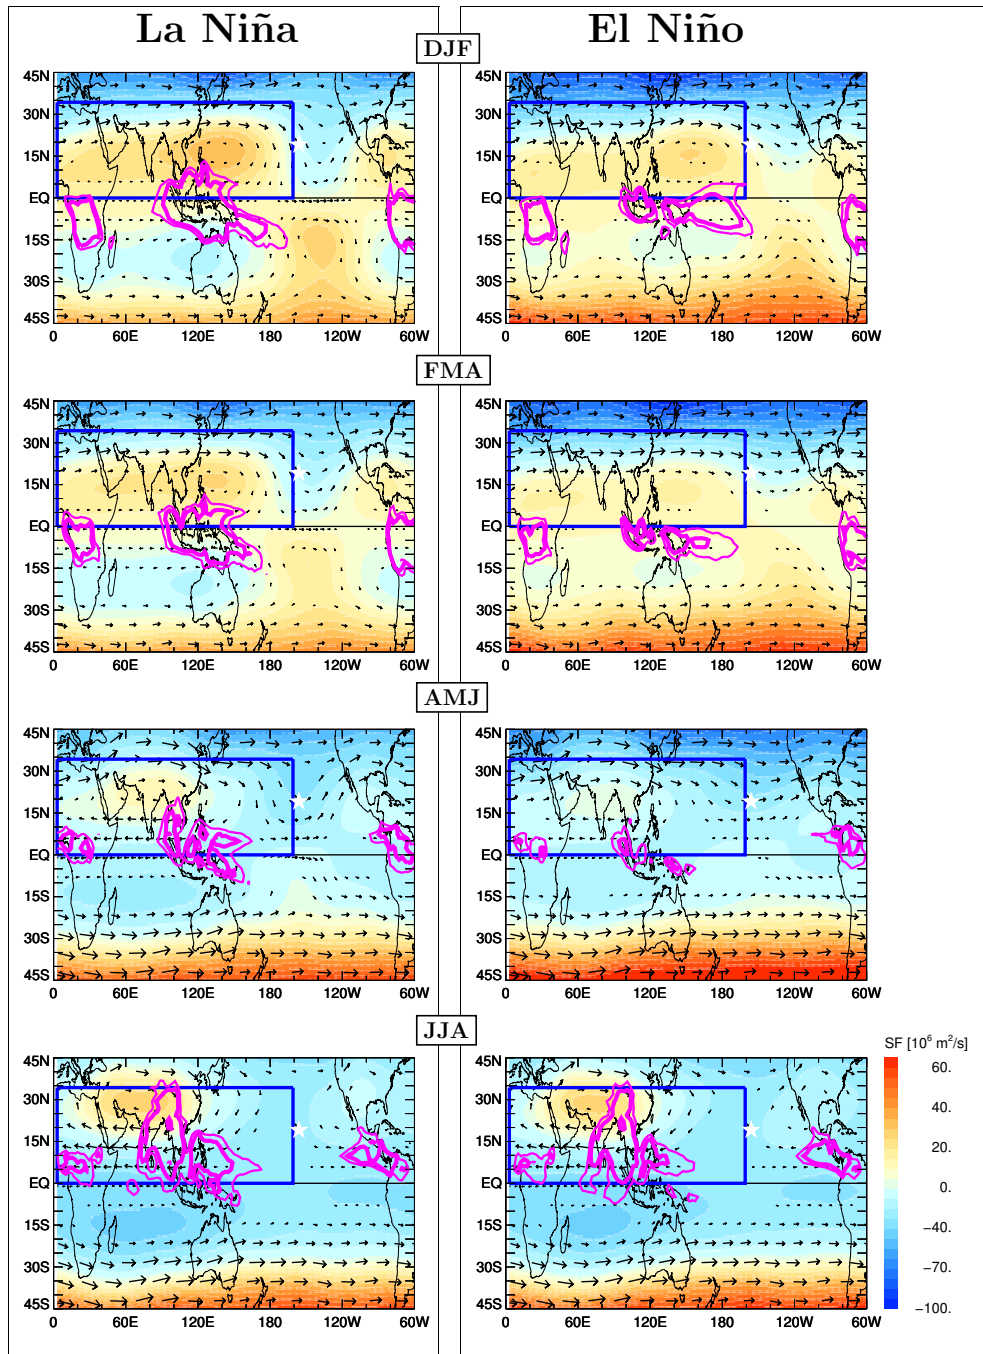 La Niña
El Niño
DJF
45N
30N
15N
EQ
15S
30S
45S
0 60E 120E 180 120W 60W
45N
30N
15N
EQ
15S
30S
45S
0 60E 120E 180 120W 60W
FMA
45N
30N
15N
EQ
15S
30S
45S
0 60E 120E 180 120W 60W
45N
30N
15N
EQ
15S
30S
45S
0 60E 120E 180 120W 60W
AMJ
45N
30N
15N
EQ
15S
30S
45S
0 60E 120E 180 120W 60W
45N
30N
15N
EQ
15S
30S
45S
0 60E 120E 180 120W 60W
JJA
45N
30N
15N
EQ
15S
30S
45S
0 60E 120E 180 120W 60W
45N
30N
15N
EQ
15S
30S
45S
0 60E 120E 180 120W 60W
SF [10⁶ m²/s]
60.
40.
20.
0.
−40.
−70.
−100.